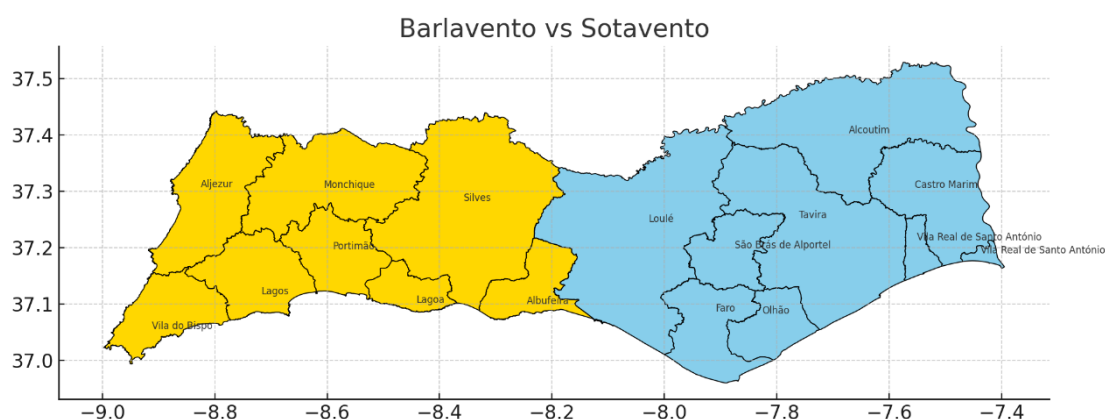 Barlavento vs Sotavento
37.5
37.4
37.3
37.2
37.1
37.0
Alcoutim
Aljezur
Monchique
Castro Marim
Silves
Loulé
Tavira
Portimão
São Brás de Alportel
Vila Real de Santo António
Vila Real de Santo António
Lagos
Lagoa
Albufeira
Faro
Olhão
Vila do Bispo
−9.0
−8.8
−8.6
−8.4
−8.2
−8.0
−7.8
−7.6
−7.4